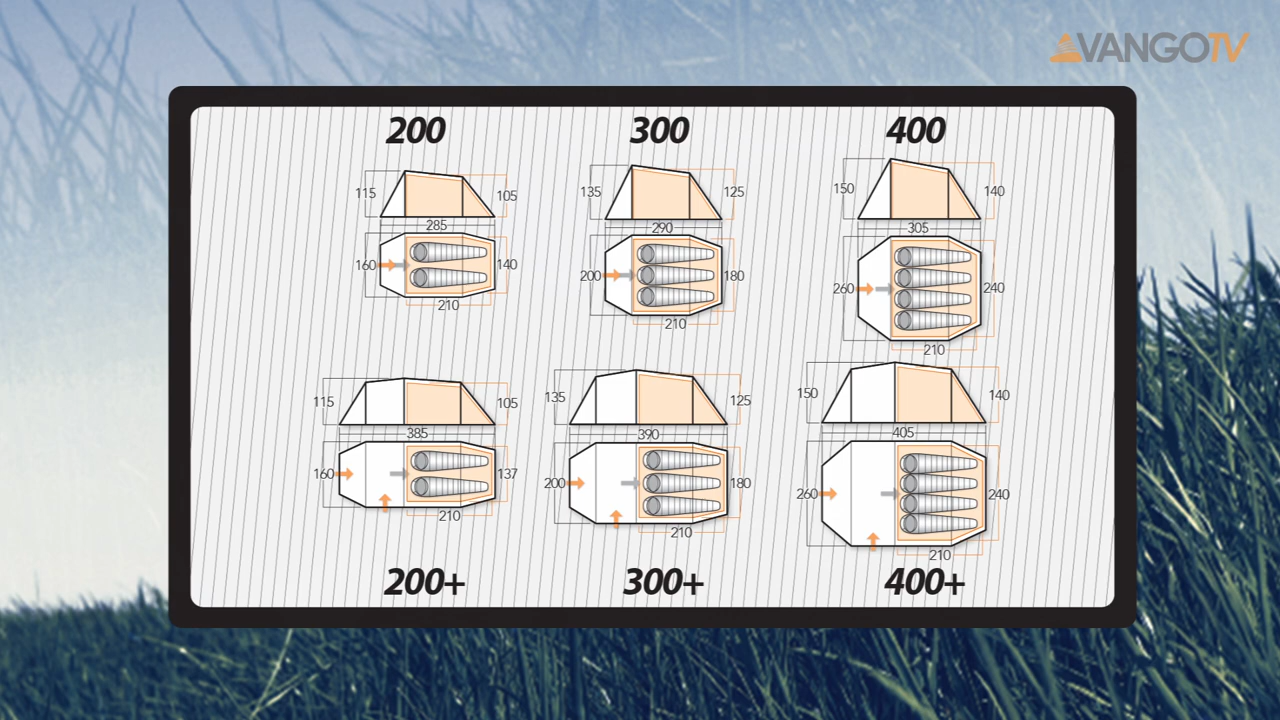 VANGOTV
200 300 400
115 105 285 160 140 210
135 125 290 200 180 210
150 140 305 260 240 210
115 105 385 160 137 210
135 125 390 200 180 210
150 140 405 260 240 210
200+ 300+ 400+